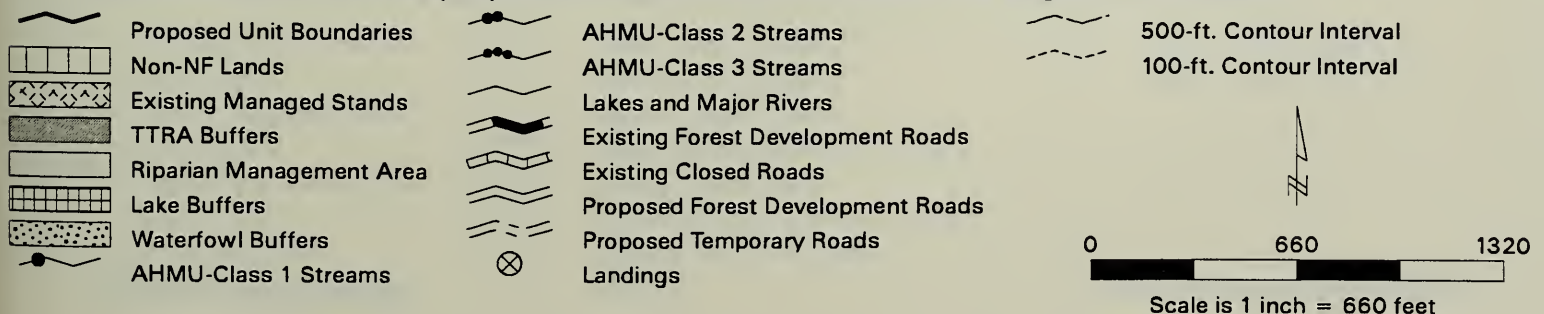 Proposed Unit Boundaries
Non-NF Lands
Existing Managed Stands
TTRA Buffers
Riparian Management Area
Lake Buffers
Waterfowl Buffers
AHMU-Class 1 Streams
AHMU-Class 2 Streams
AHMU-Class 3 Streams
Lakes and Major Rivers
Existing Forest Development Roads
Existing Closed Roads
Proposed Forest Development Roads
Proposed Temporary Roads
Landings
500-ft. Contour Interval
100-ft. Contour Interval
N
0 660 1320
Scale is 1 inch = 660 feet